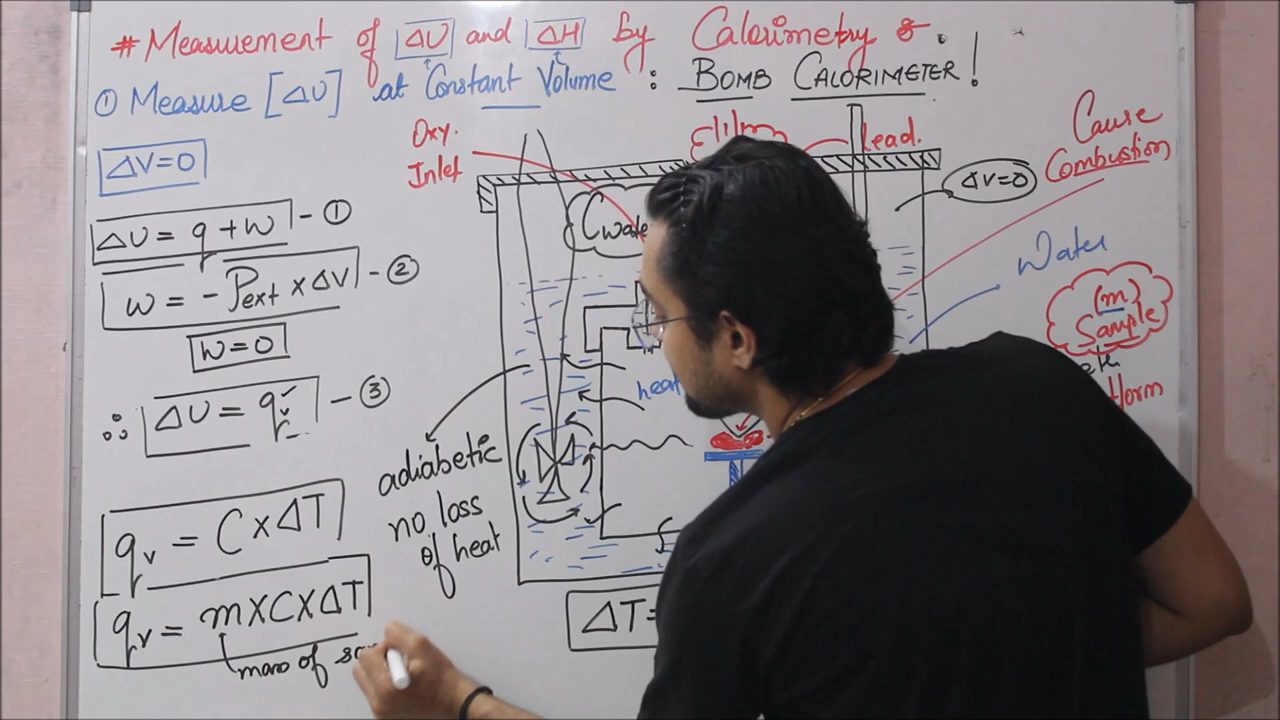 # Measurement of ΔU and ΔH by Calorimetry :
① Measure [ΔU] at Constant Volume : BOMB CALORIMETER!
ΔV=0
ΔU = q + w - ①
w = - Pext × ΔV - ②
w = 0
∴ ΔU = qv - ③
qv = C × ΔT
qv = m × C × ΔT
mass of
Oxy.
Inlet
lead.
ΔV=0
Cause
Combustion
Water
(m)
Sample
heat
adiabetic
no loss
of heat
ΔT=